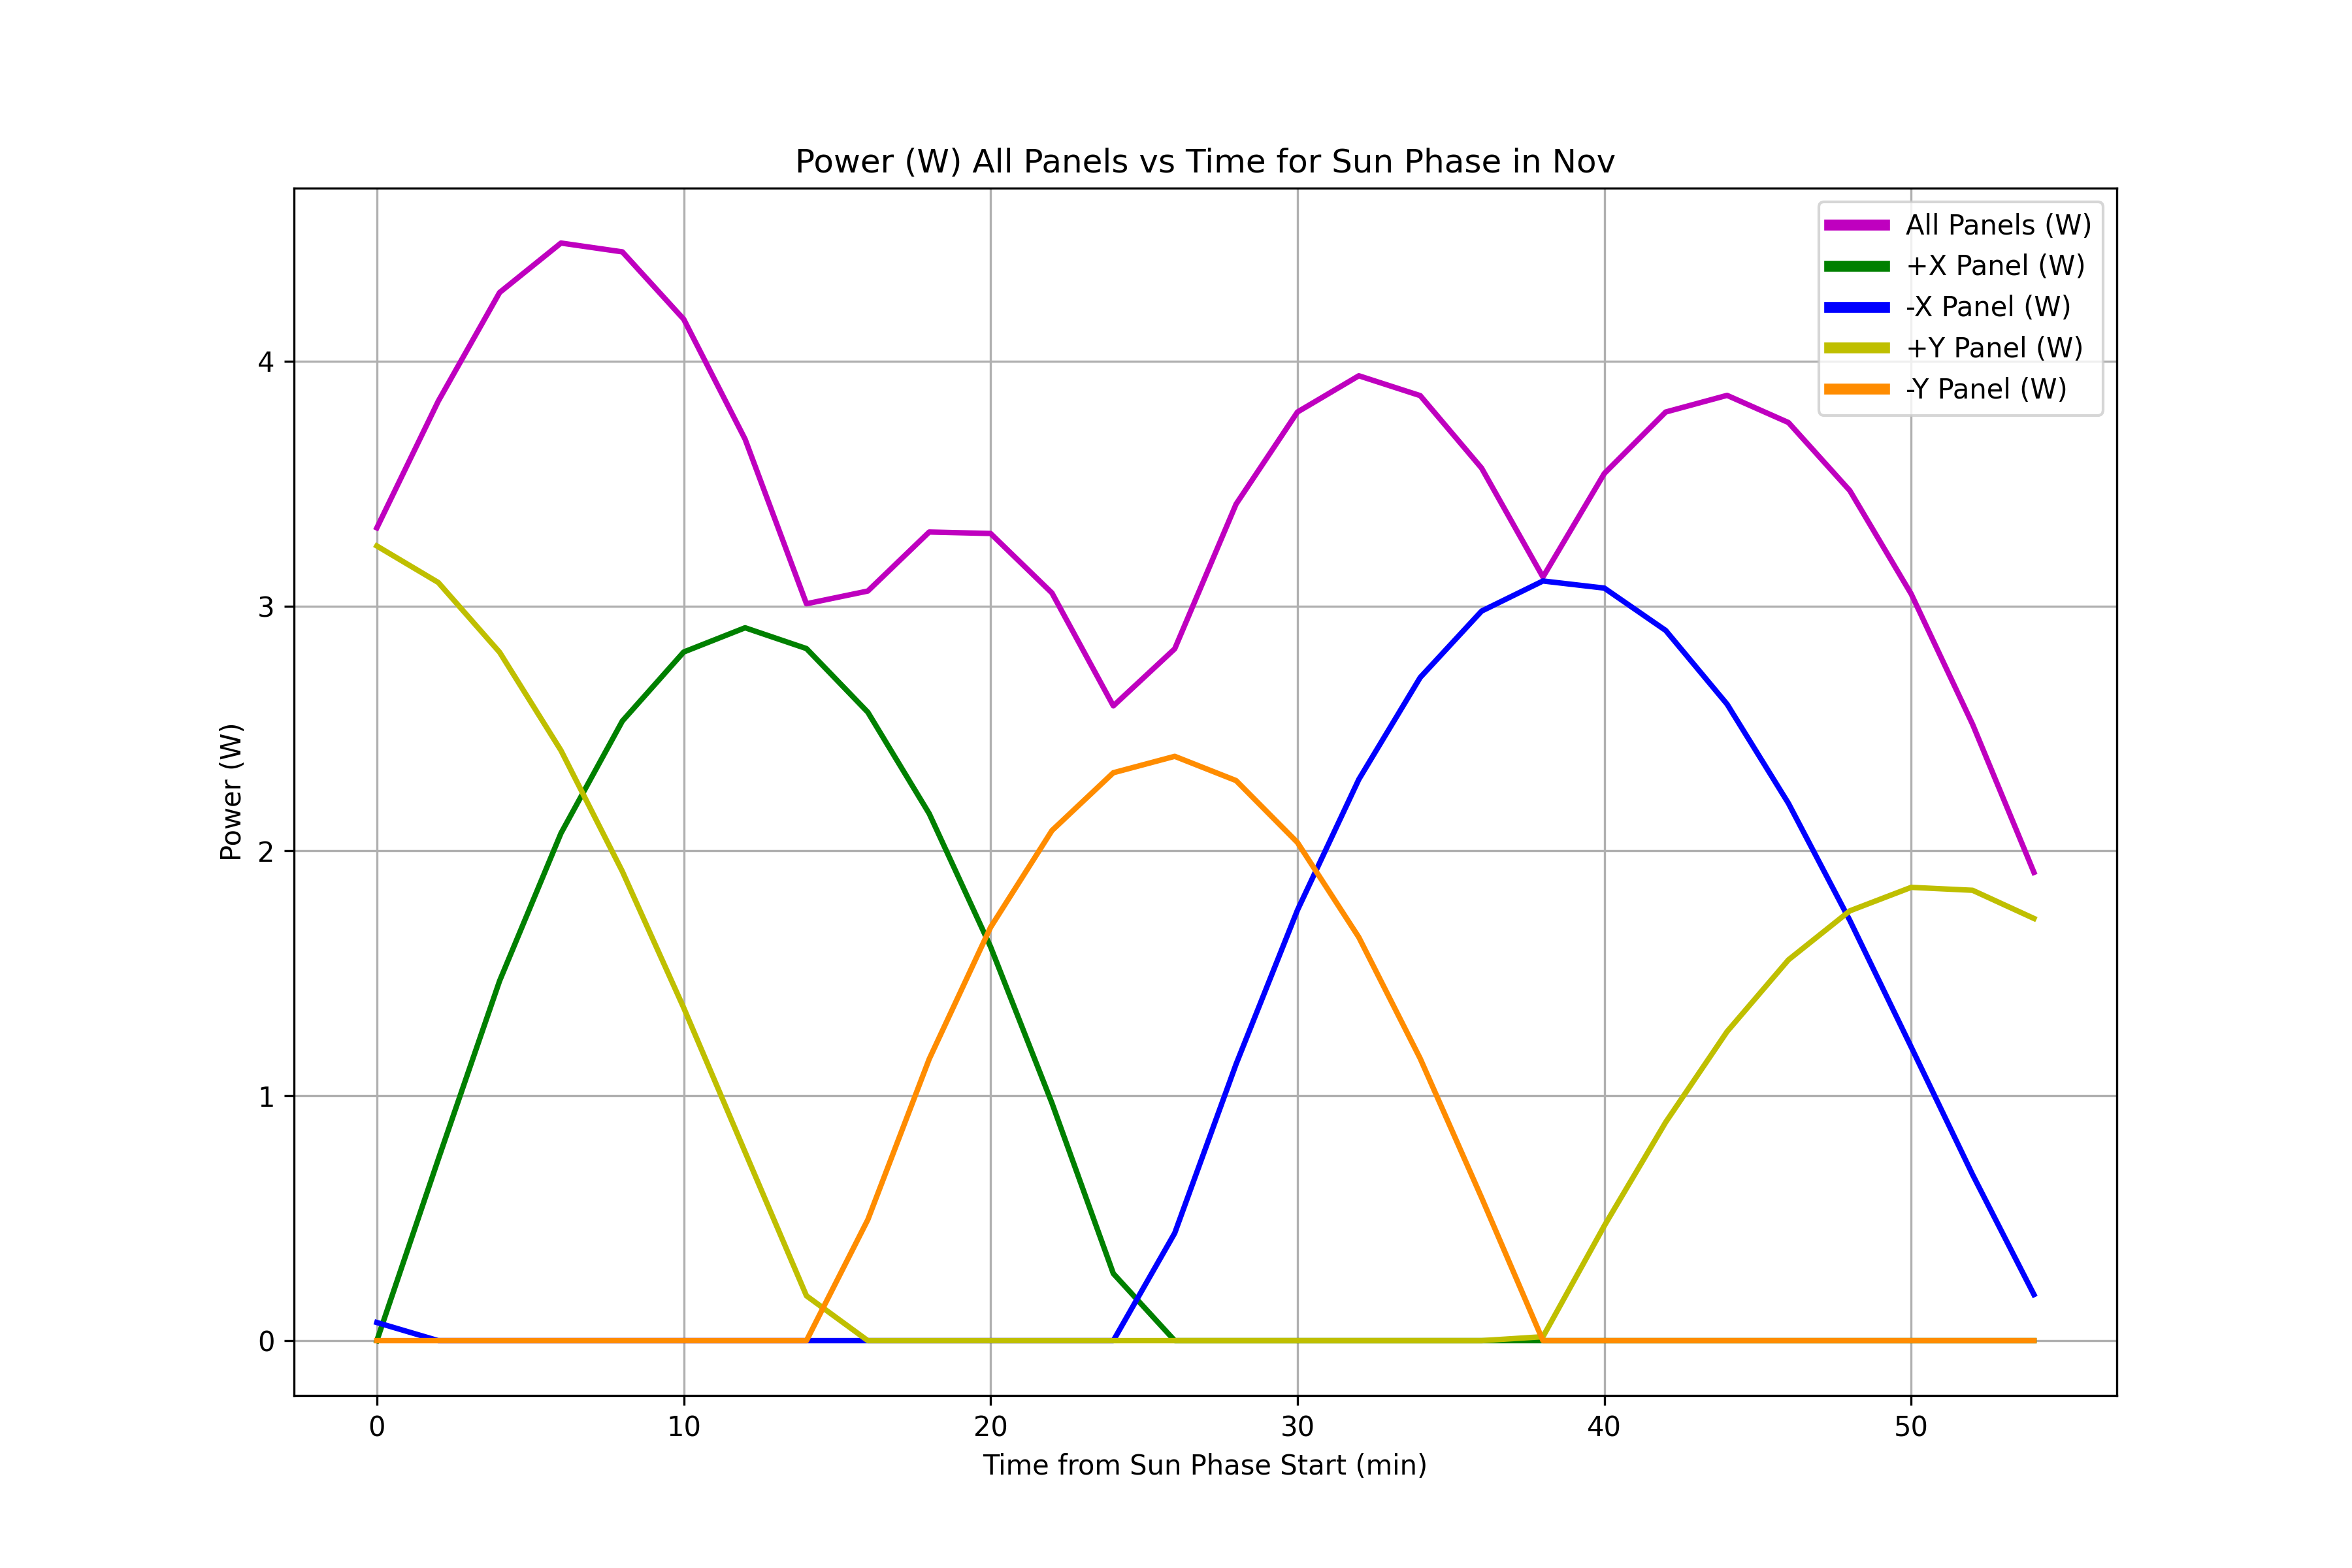 Power (W) All Panels vs Time for Sun Phase in Nov
All Panels (W)
+X Panel (W)
-X Panel (W)
+Y Panel (W)
-Y Panel (W)
Power (W)
4
3
2
1
0
0 10 20 30 40 50
Time from Sun Phase Start (min)